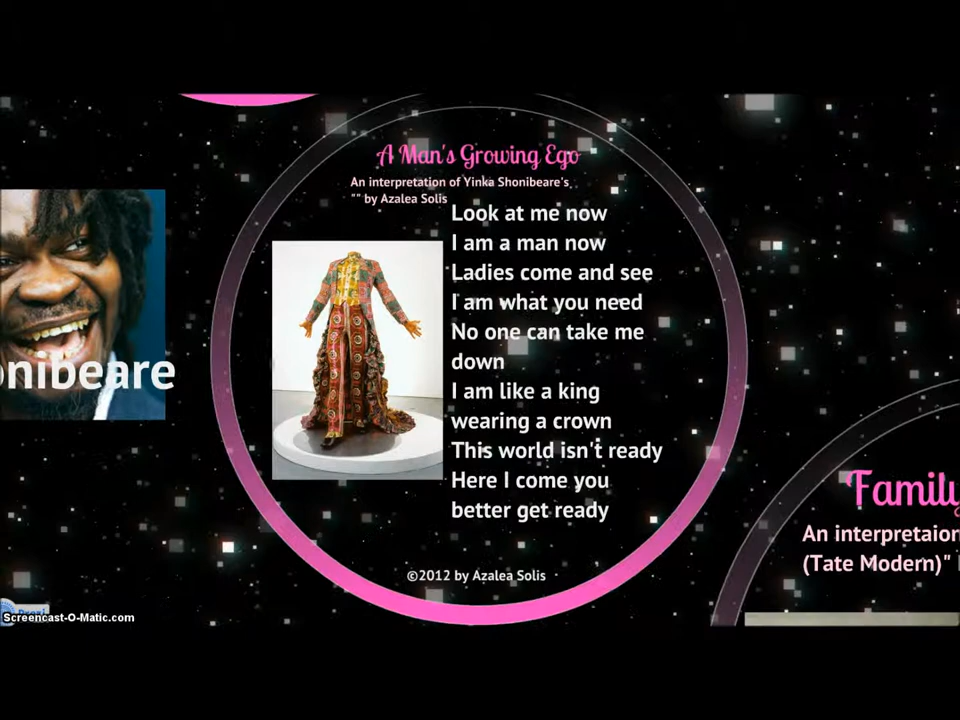 A Man's Growing Ego
An interpretation of Yinka Shonibeare's
"" by Azalea Solis
Look at me now
I am a man now
Ladies come and see
I am what you need
No one can take me
down
I am like a king
wearing a crown
This world isn't ready
Here I come you
better get ready
©2012 by Azalea Solis
onibeare
Family
An interpretaion
(Tate Modern)"
Prezi
Screencast-O-Matic.com